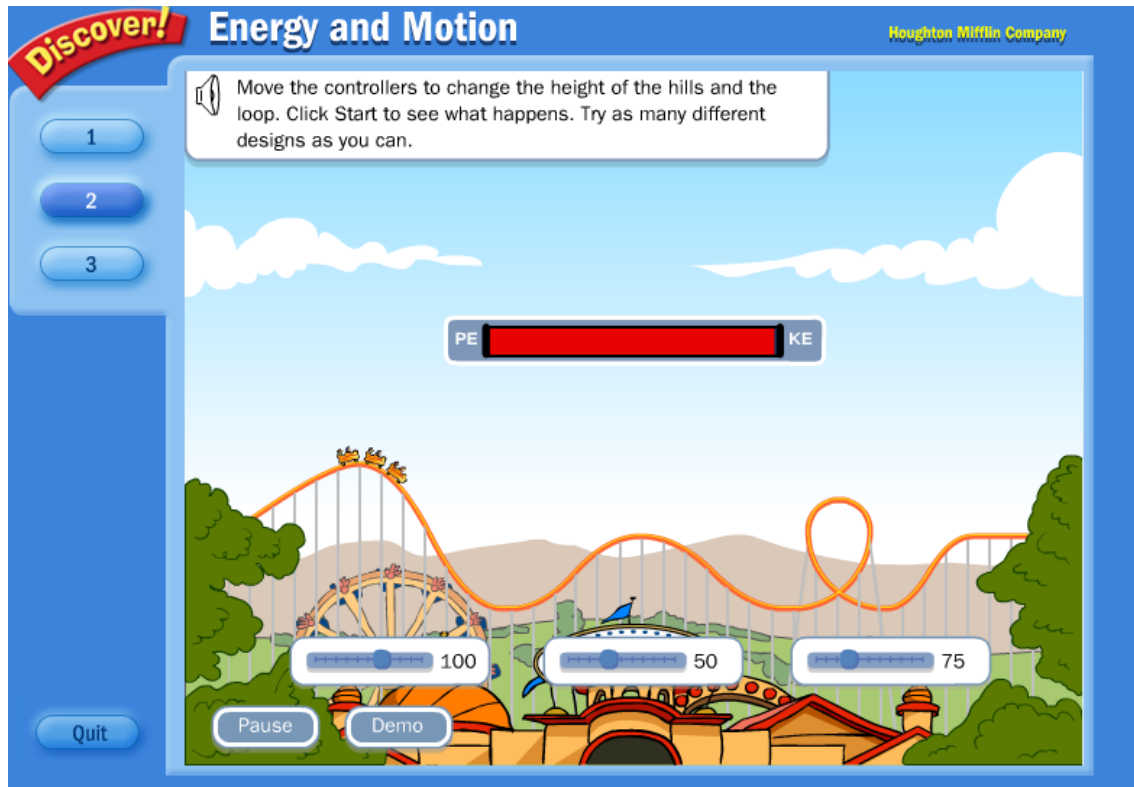 Discover!
Energy and Motion
Houghton Mifflin Company
Move the controllers to change the height of the hills and the
loop. Click Start to see what happens. Try as many different
designs as you can.
1
2
3
PE KE
100 50 75
Pause Demo
Quit